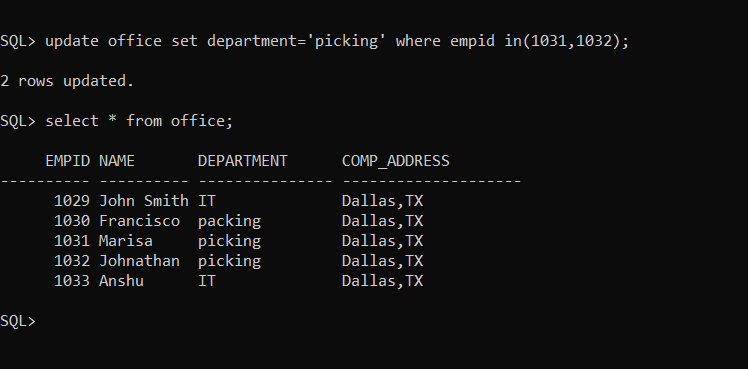 SQL> update office set department='picking' where empid in(1031,1032);
2 rows updated.
SQL> select * from office;
     EMPID NAME       DEPARTMENT      COMP_ADDRESS
---------- ---------- --------------- --------------------
      1029 John Smith IT              Dallas,TX
      1030 Francisco  packing         Dallas,TX
      1031 Marisa     picking         Dallas,TX
      1032 Johnathan  picking         Dallas,TX
      1033 Anshu      IT              Dallas,TX
SQL>